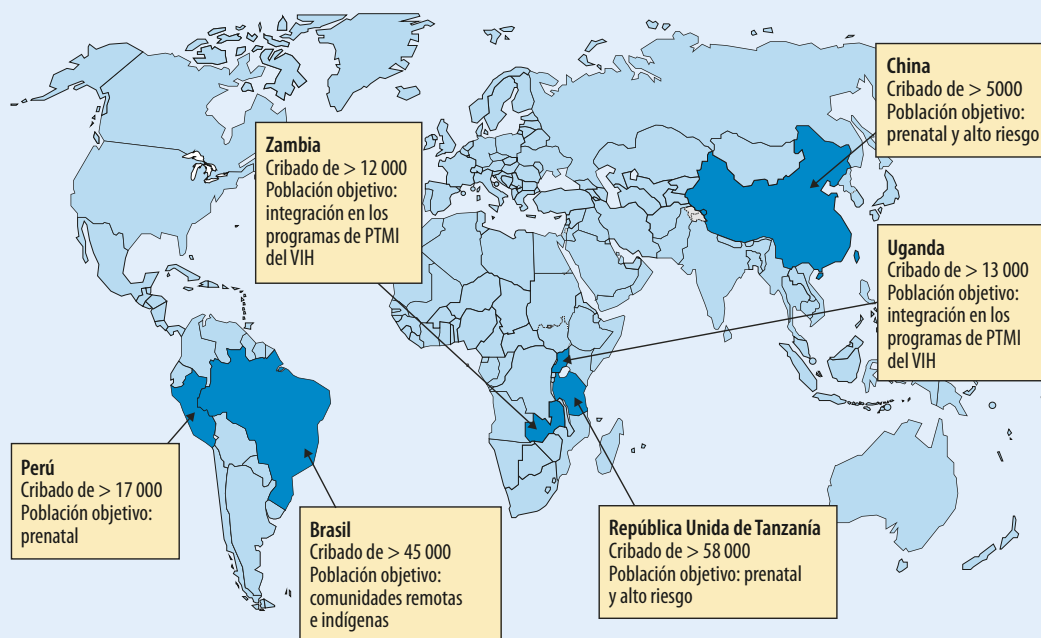 China
Cribado de > 5000
Población objetivo:
prenatal y alto riesgo
Zambia
Cribado de > 12 000
Población objetivo:
integración en los
programas de PTMI
del VIH
Uganda
Cribado de > 13 000
Población objetivo:
integración en los
programas de PTMI
del VIH
Perú
Cribado de > 17 000
Población objetivo:
prenatal
Brasil
Cribado de > 45 000
Población objetivo:
comunidades remotas
e indígenas
República Unida de Tanzanía
Cribado de > 58 000
Población objetivo: prenatal
y alto riesgo